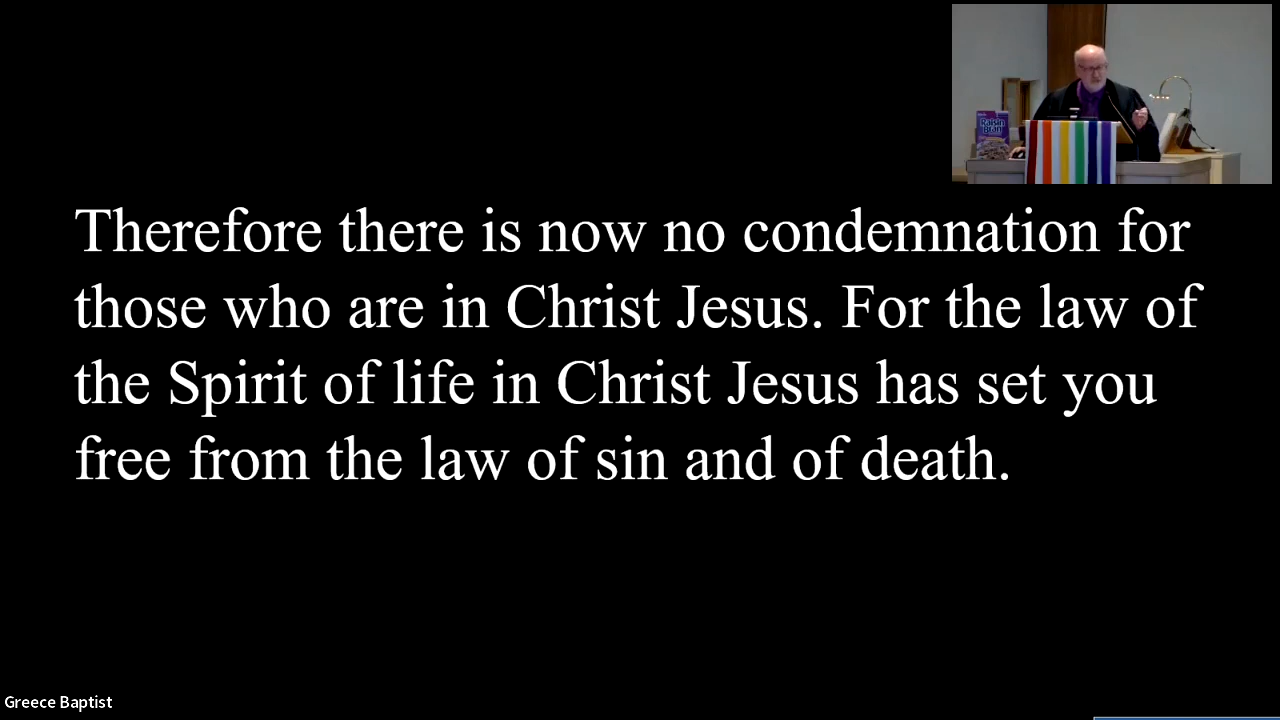 Raisin
Bran
Therefore there is now no condemnation for
those who are in Christ Jesus. For the law of
the Spirit of life in Christ Jesus has set you
free from the law of sin and of death.
Greece Baptist